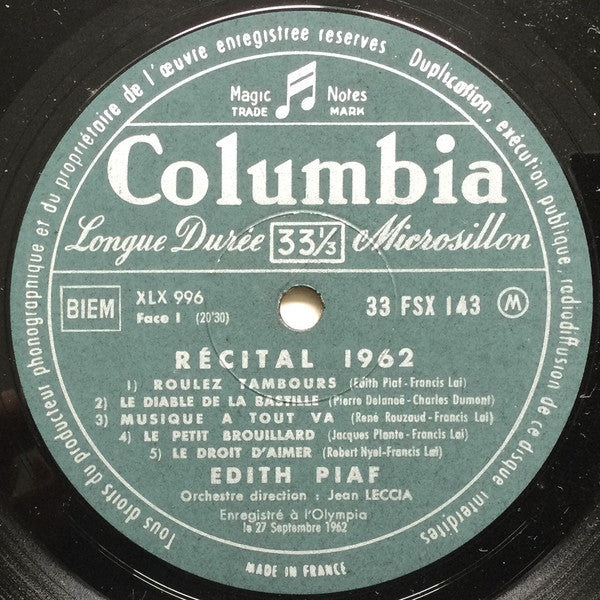 Tous droits du producteur phonographique et du propriétaire de l'œuvre enregistree reserves - Duplication, exécution publique, radiodiffusion de ce disque interdites
Magic Notes
TRADE MARK
Columbia
Longue Durée 33⅓ Microsillon
BIEM XLX 996 33 FSX 143 M
Face 1 (20'30)
RÉCITAL 1962
1) ROULEZ TAMBOURS (Edith Piaf-Francis Lai)
2) LE DIABLE DE LA BASTILLE (Pierre Delanoë-Charles Dumont)
3) MUSIQUE A TOUT VA (René Rouzaud-Francis Lai)
4) LE PETIT BROUILLARD (Jacques Plante-Francis Lai)
5) LE DROIT D'AIMER (Robert Nyel-Francis Lai)
EDITH PIAF
Orchestre direction : Jean LECCIA
Enregistré à l'Olympia
le 27 Septembre 1962
MADE IN FRANCE